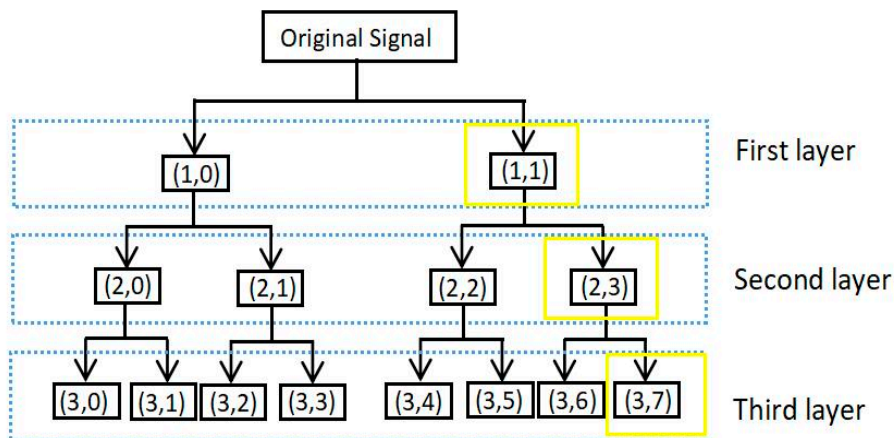 Original Signal
(1,0) (1,1) First layer
(2,0) (2,1) (2,2) (2,3) Second layer
(3,0) (3,1) (3,2) (3,3) (3,4) (3,5) (3,6) (3,7) Third layer